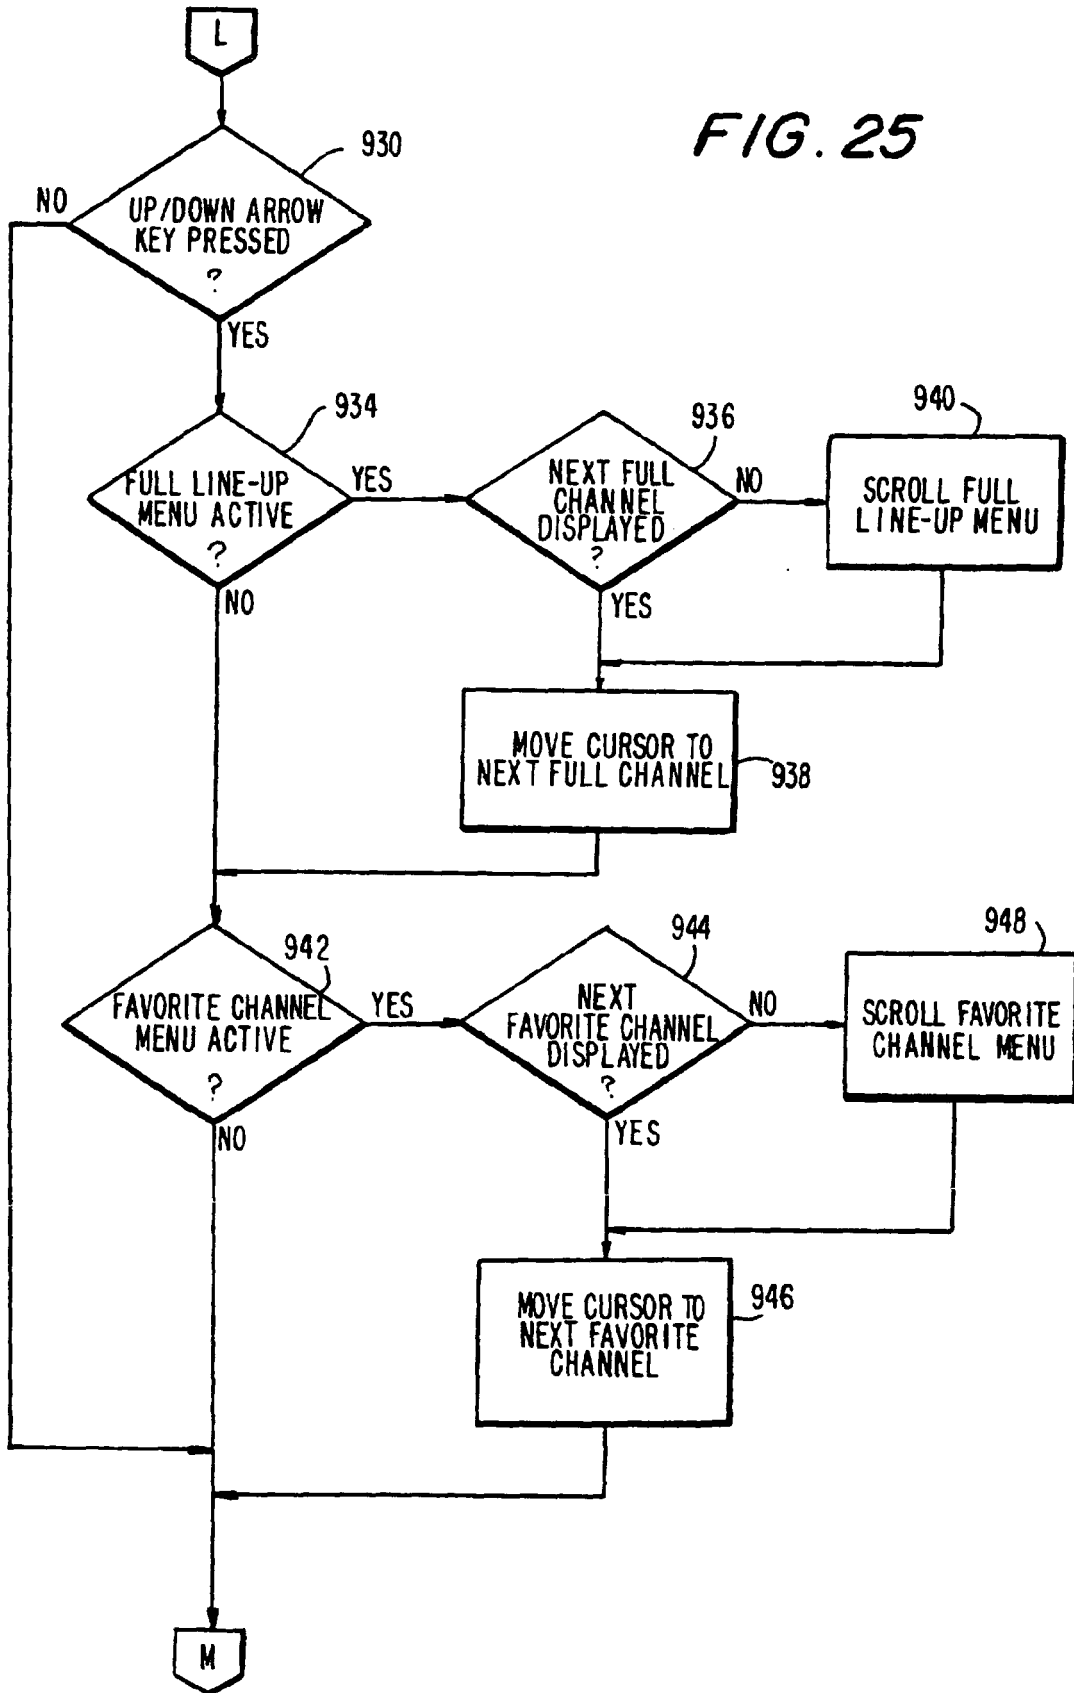 L
FIG. 25
930
NO
UP/DOWN ARROW
KEY PRESSED
?
YES
934
FULL LINE-UP
MENU ACTIVE
?
YES
NO
936
NEXT FULL
CHANNEL
DISPLAYED
?
NO
YES
940
SCROLL FULL
LINE-UP MENU
MOVE CURSOR TO
NEXT FULL CHANNEL
938
942
FAVORITE CHANNEL
MENU ACTIVE
?
YES
NO
944
NEXT
FAVORITE CHANNEL
DISPLAYED
?
NO
YES
948
SCROLL FAVORITE
CHANNEL MENU
MOVE CURSOR TO
NEXT FAVORITE
CHANNEL
946
M